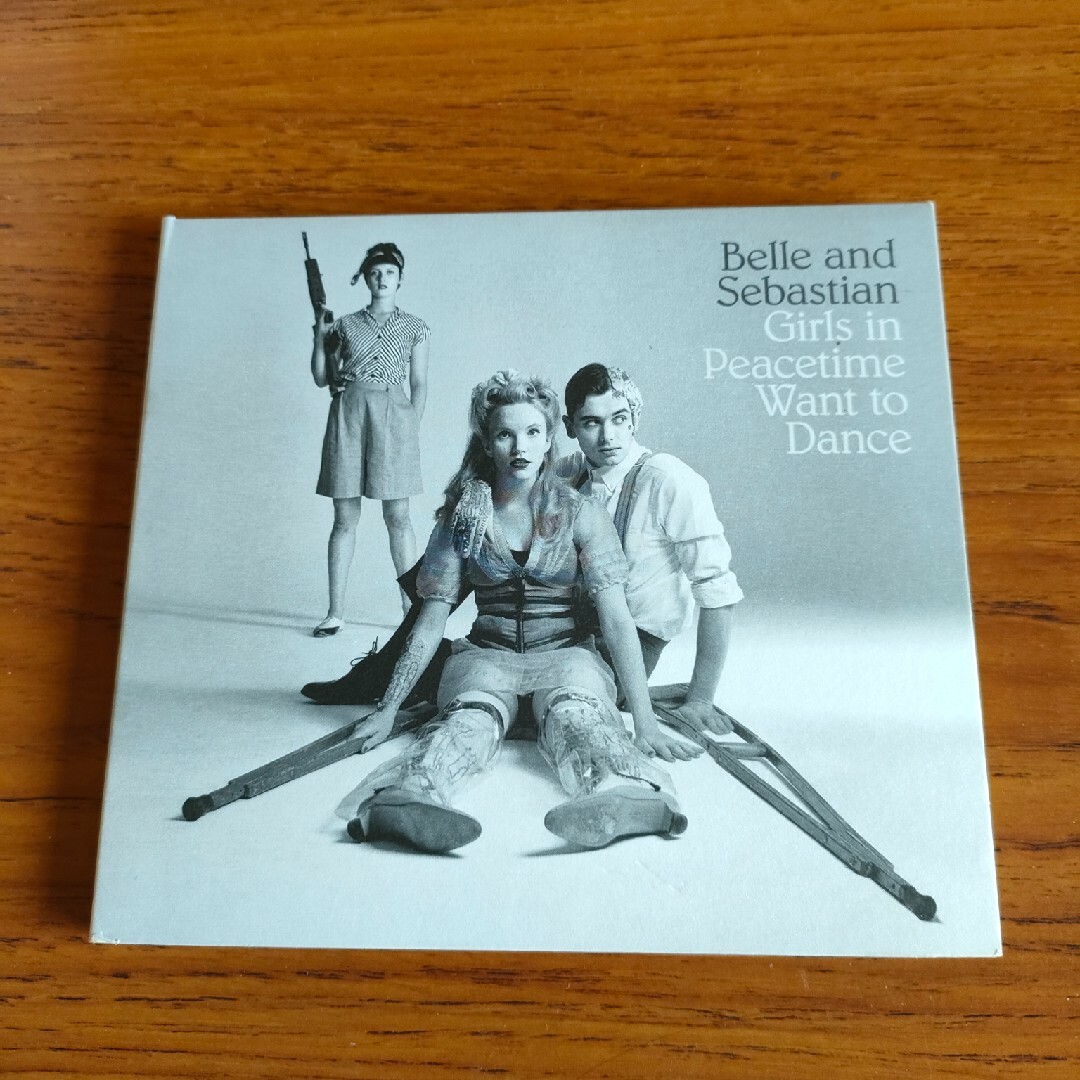 Belle and
Sebastian
Girls in
Peacetime
Want to
Dance